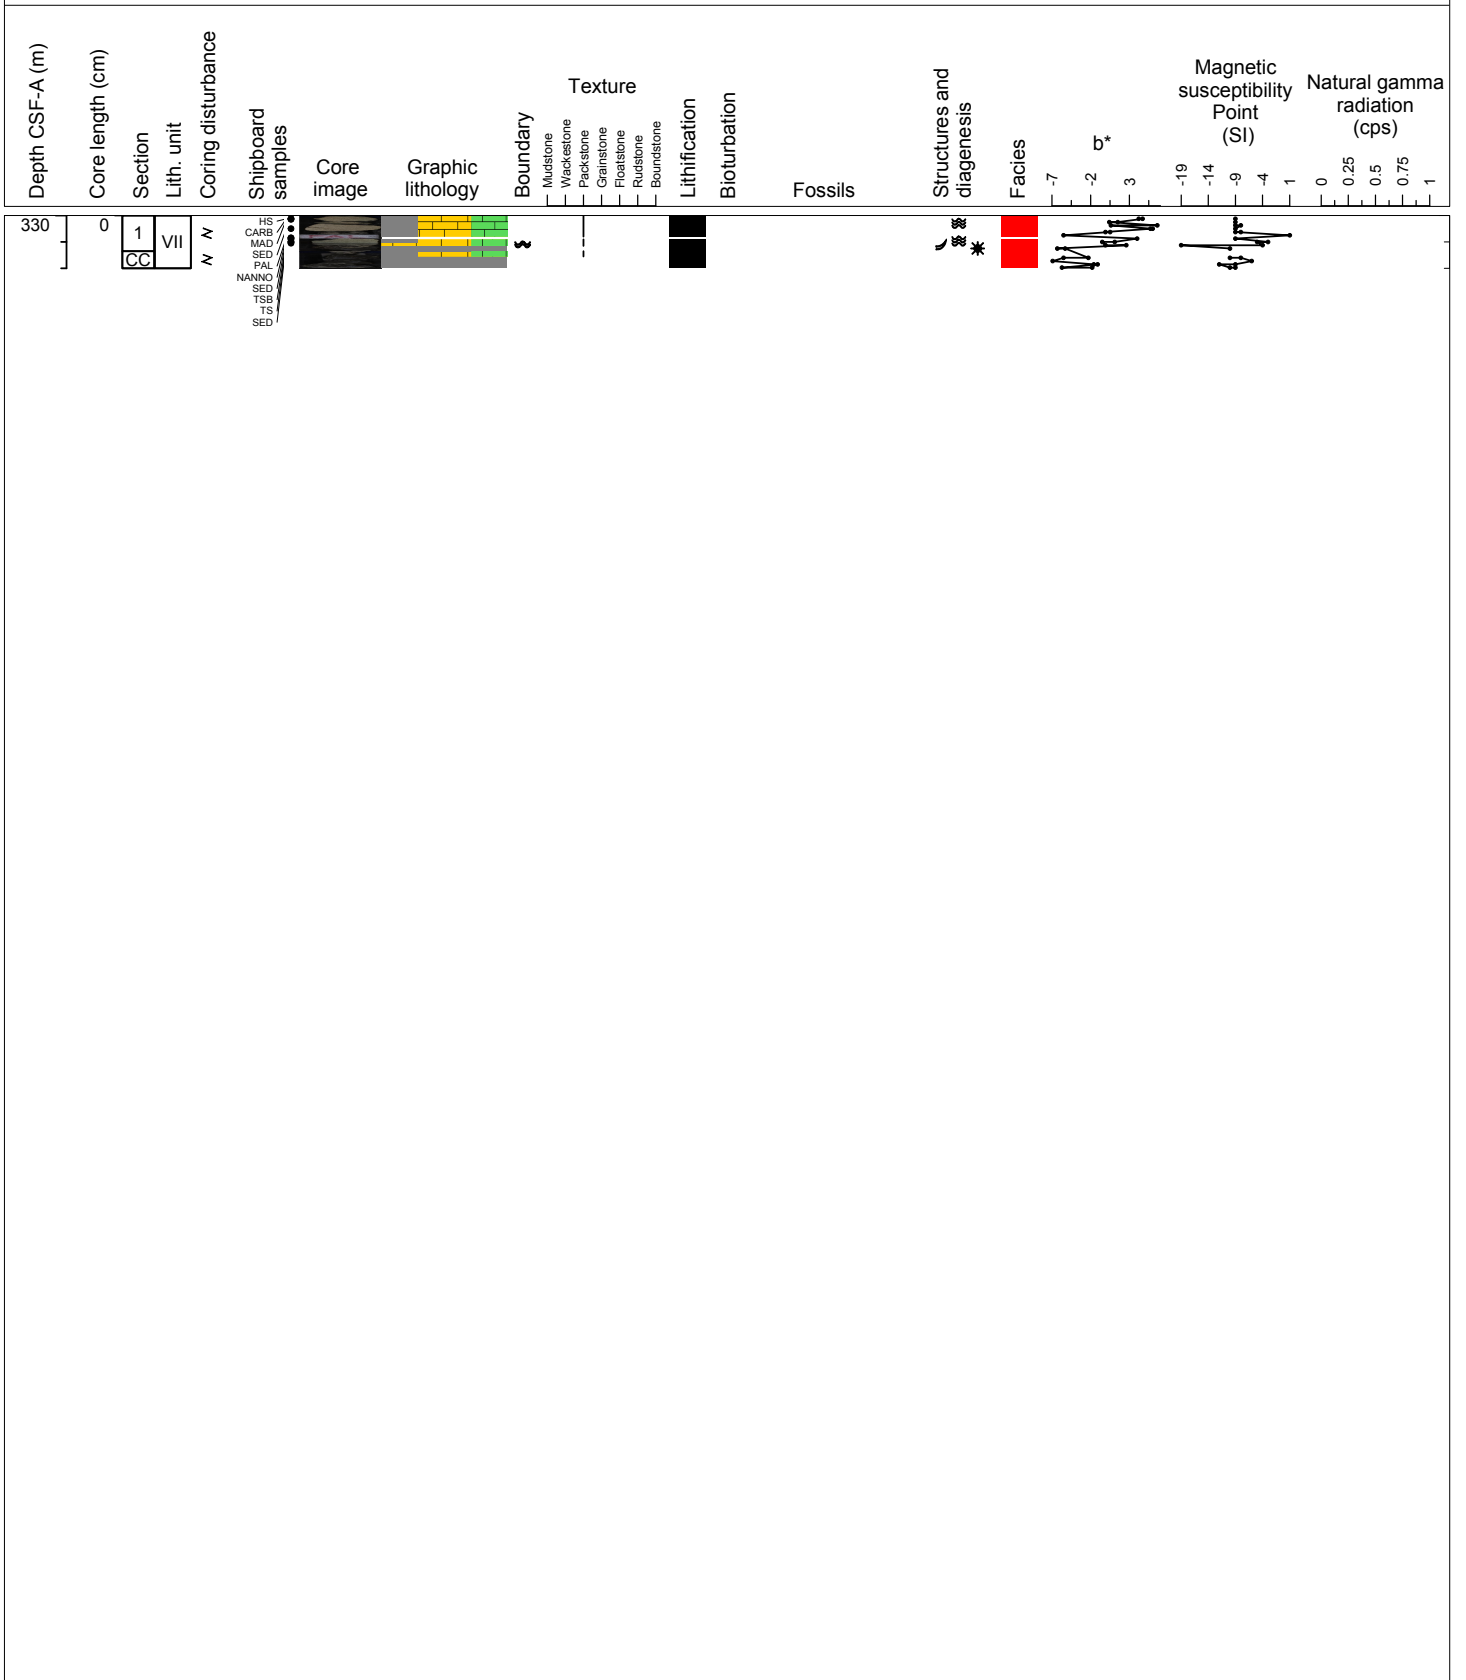 Depth CSF-A (m)
Core length (cm)
Section
Lith. unit
Coring disturbance
Shipboard
samples
Core
image
Graphic
lithology
Boundary
Texture
Mudstone
Wackestone
Packstone
Grainstone
Floatstone
Rudstone
Boundstone
Lithification
Bioturbation
Fossils
Structures and
diagenesis
Facies
b*
-7
-2
3
Magnetic
susceptibility
Point
(SI)
-19
-14
-9
-4
1
Natural gamma
radiation
(cps)
0
0.25
0.5
0.75
1
330
0
1
CC
VII
HS
CARB
MAD
SED
PAL
NANNO
SED
TSB
TS
SED